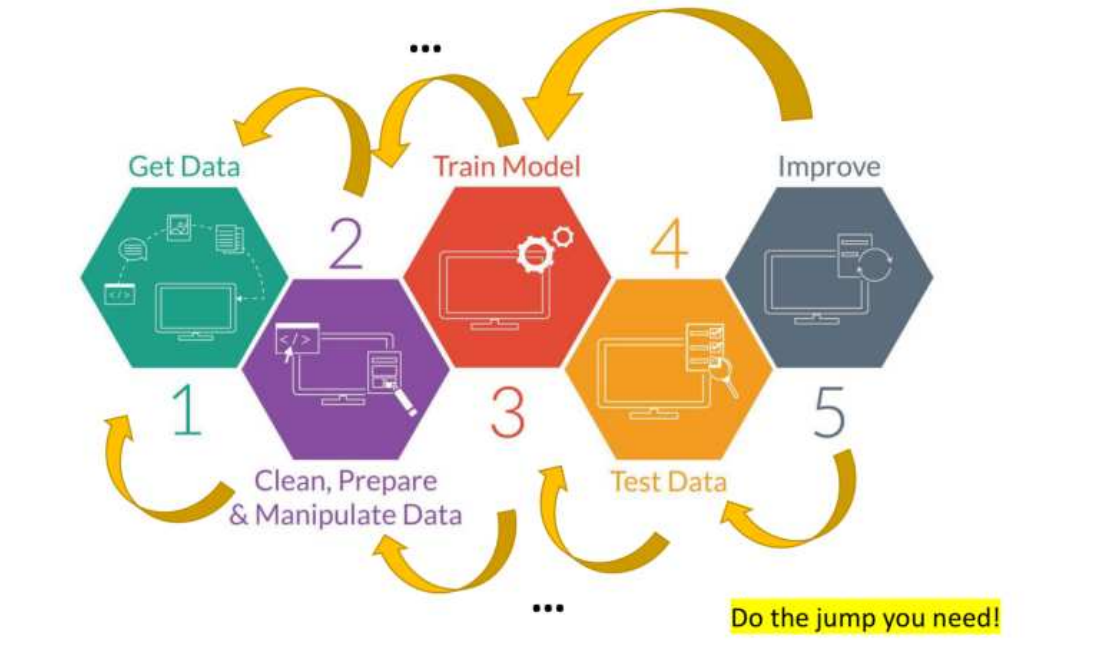 ...
Get Data
Train Model
Improve
2
4
</>
</>
1
3
5
Clean, Prepare
& Manipulate Data
Test Data
...
Do the jump you need!